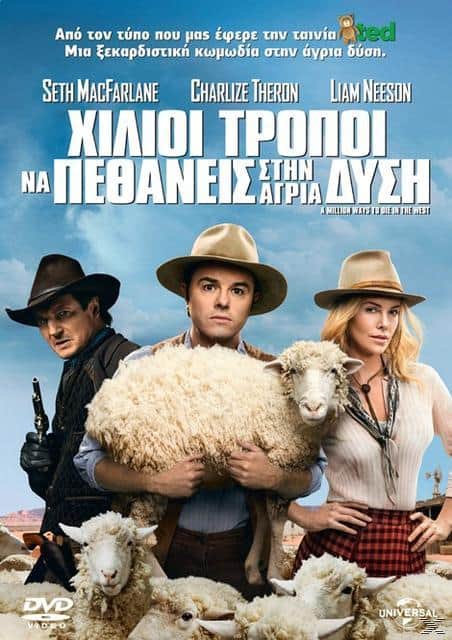 Από τον τύπο που μας έφερε την ταινία ted
Μια ξεκαρδιστική κωμωδία στην άγρια δύση.
SETH MACFARLANE CHARLIZE THERON LIAM NEESON
ΧΙΛΙΟΙ ΤΡΟΠΟΙ
ΝΑ ΠΕΘΑΝΕΙΣ ΣΤΗΝ ΑΓΡΙΑ ΔΥΣΗ
A MILLION WAYS TO DIE IN THE WEST
DVD
VIDEO
UNIVERSAL